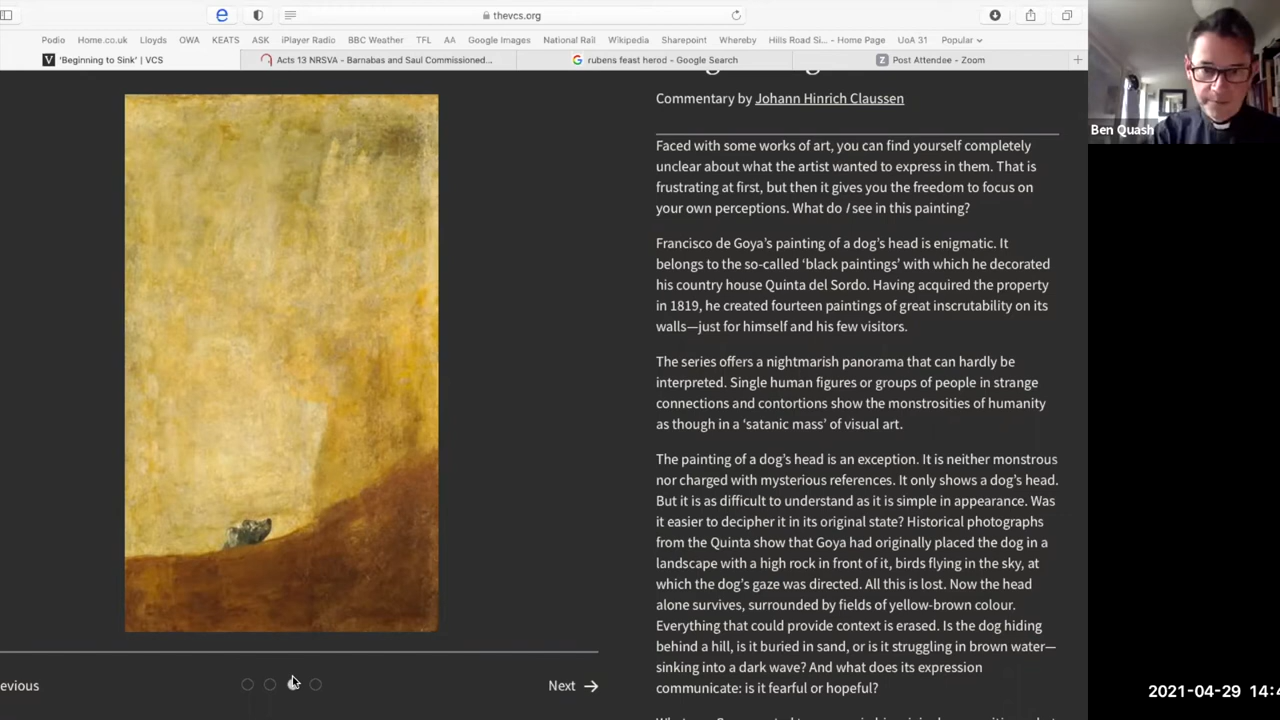 thevcs.org
Podio Home.co.uk Lloyds OWA KEATS ASK iPlayer Radio BBC Weather TFL AA Google Images National Rail Wikipedia Sharepoint Whereby Hills Road Si... - Home Page UoA 31 Popular
'Beginning to Sink' | VCS
Acts 13 NRSVA - Barnabas and Saul Commissioned...
rubens feast herod - Google Search
Post Attendee - Zoom
Commentary by Johann Hinrich Claussen
Faced with some works of art, you can find yourself completely
unclear about what the artist wanted to express in them. That is
frustrating at first, but then it gives you the freedom to focus on
your own perceptions. What do I see in this painting?
Francisco de Goya's painting of a dog's head is enigmatic. It
belongs to the so-called 'black paintings' with which he decorated
his country house Quinta del Sordo. Having acquired the property
in 1819, he created fourteen paintings of great inscrutability on its
walls—just for himself and his few visitors.
The series offers a nightmarish panorama that can hardly be
interpreted. Single human figures or groups of people in strange
connections and contortions show the monstrosities of humanity
as though in a 'satanic mass' of visual art.
The painting of a dog's head is an exception. It is neither monstrous
nor charged with mysterious references. It only shows a dog's head.
But it is as difficult to understand as it is simple in appearance. Was
it easier to decipher it in its original state? Historical photographs
from the Quinta show that Goya had originally placed the dog in a
landscape with a high rock in front of it, birds flying in the sky, at
which the dog's gaze was directed. All this is lost. Now the head
alone survives, surrounded by fields of yellow-brown colour.
Everything that could provide context is erased. Is the dog hiding
behind a hill, is it buried in sand, or is it struggling in brown water—
sinking into a dark wave? And what does its expression
communicate: is it fearful or hopeful?
evious
Next
Ben Quash
2021-04-29 14:4